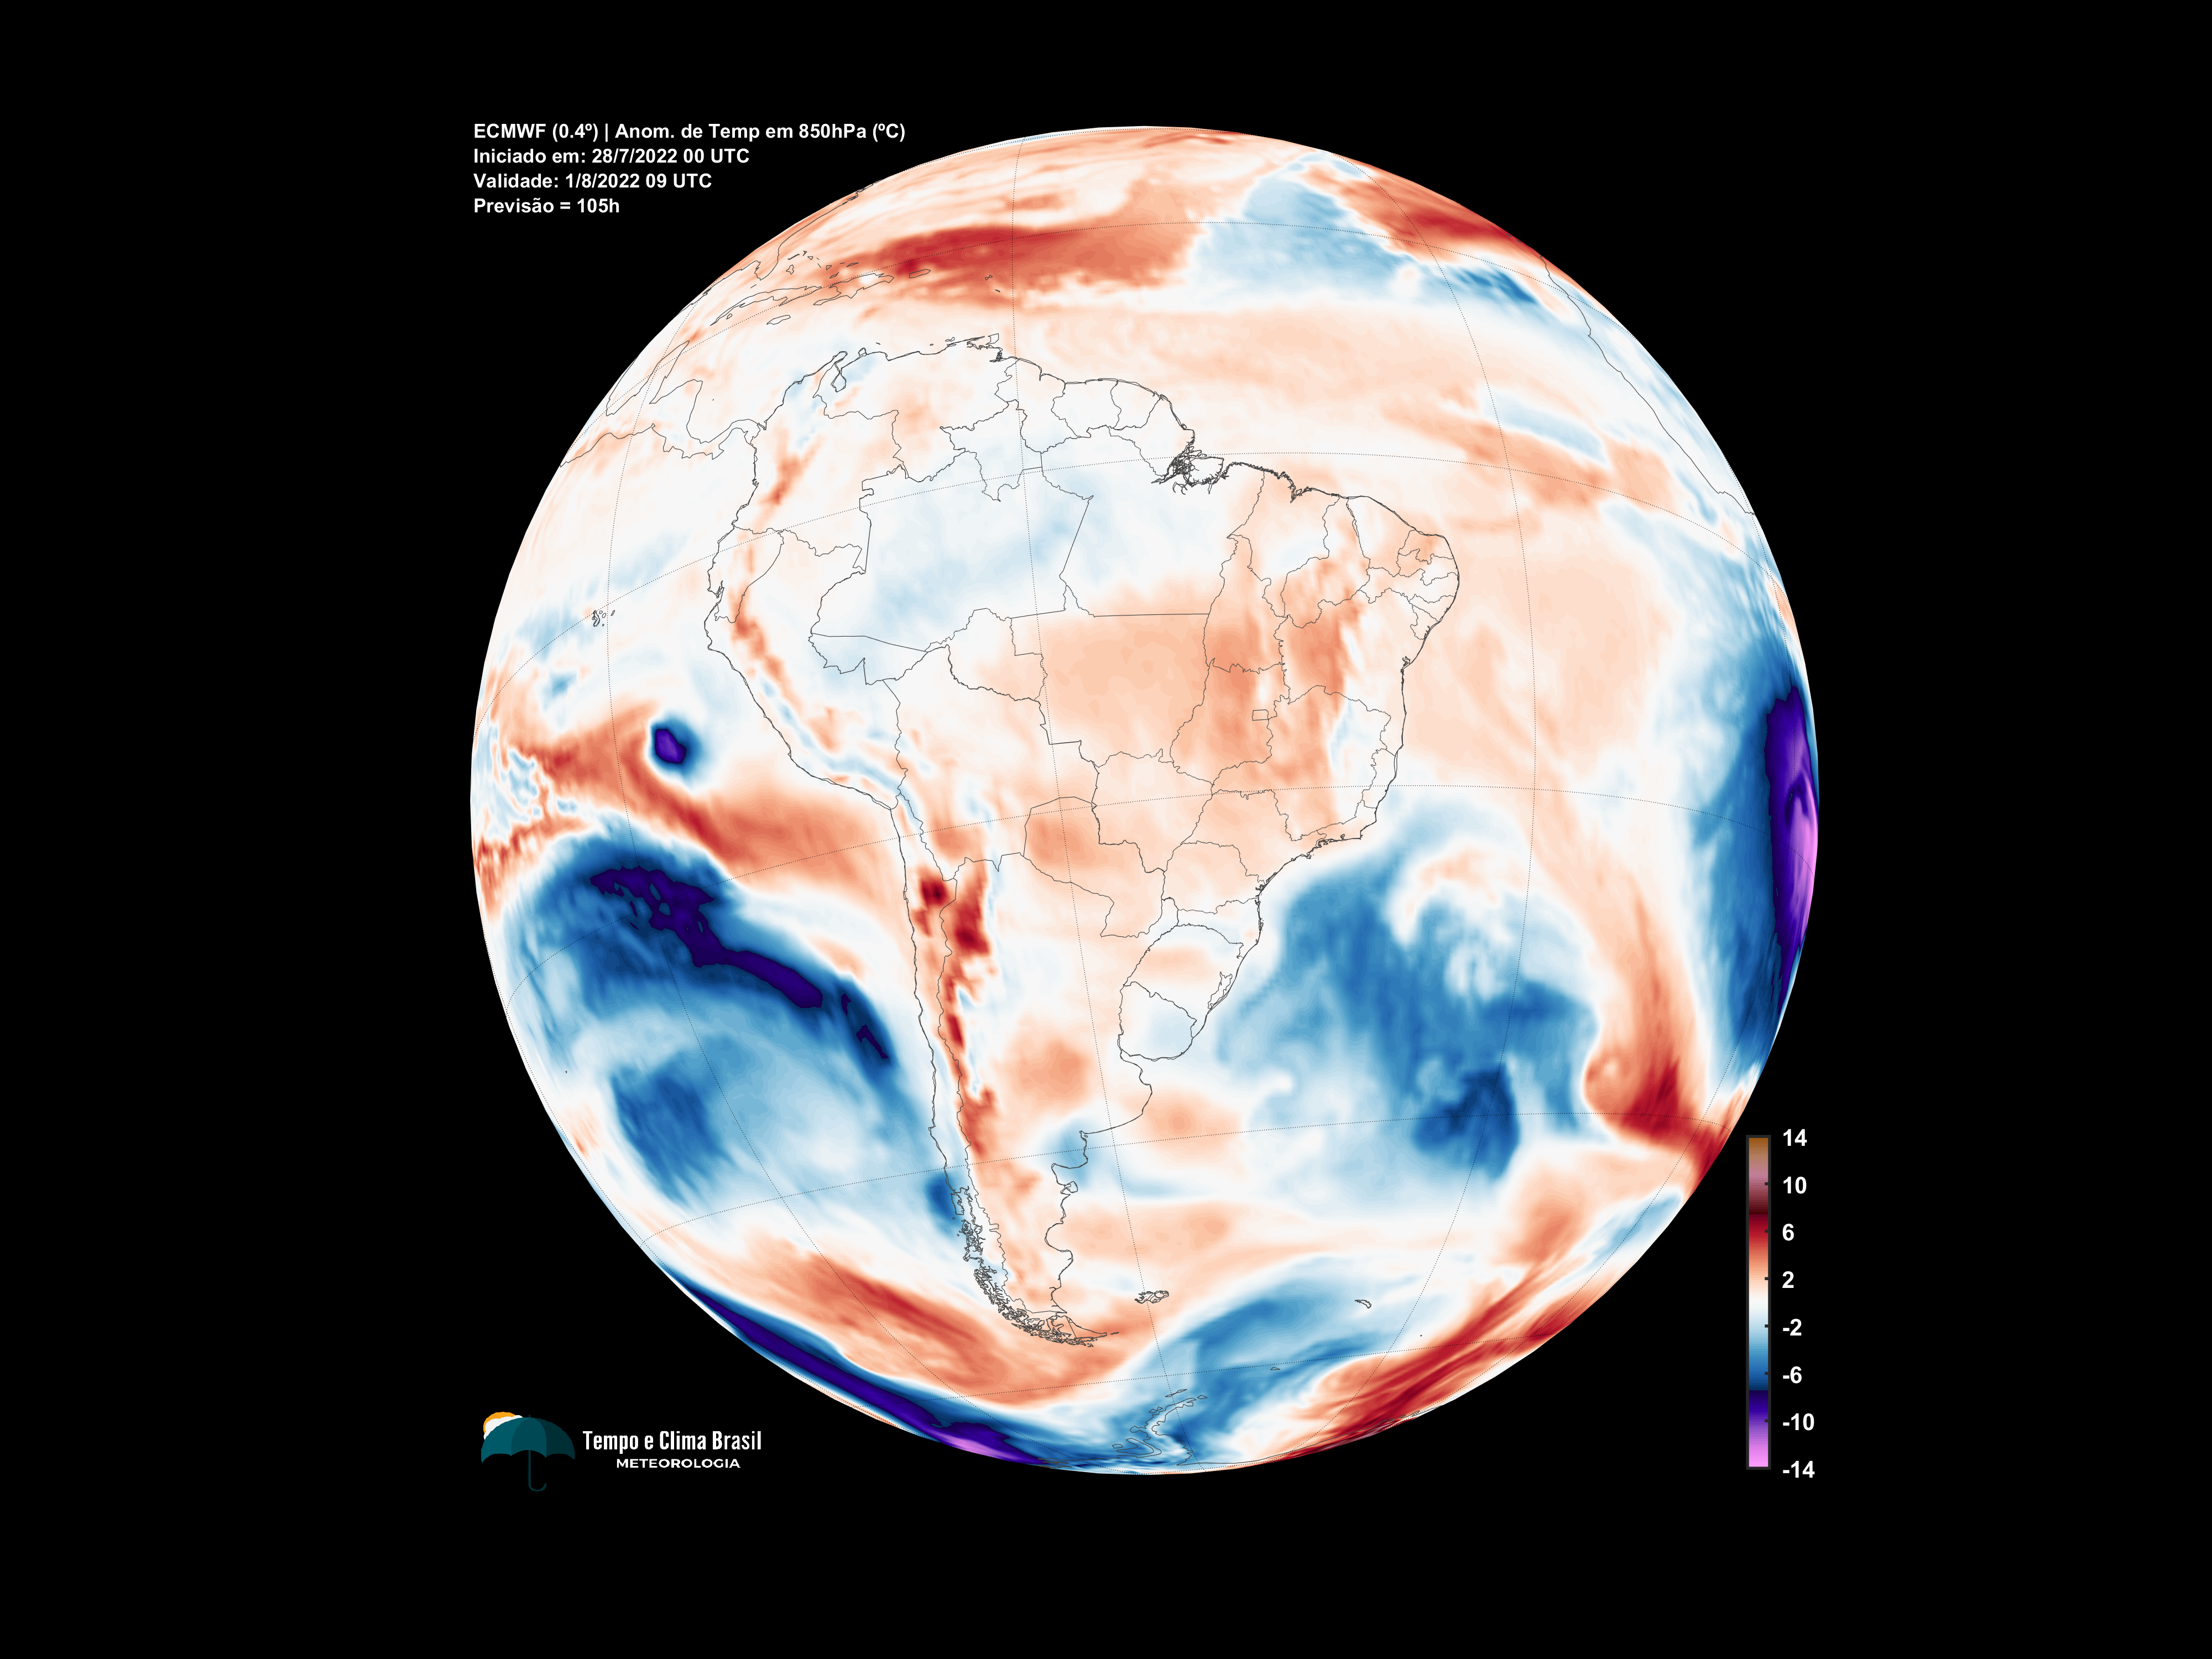 ECMWF (0.4º) | Anom. de Temp em 850hPa (ºC)
Iniciado em: 28/7/2022 00 UTC
Validade: 1/8/2022 09 UTC
Previsão = 105h
14
10
6
2
-2
-6
-10
-14
Tempo e Clima Brasil
METEOROLOGIA